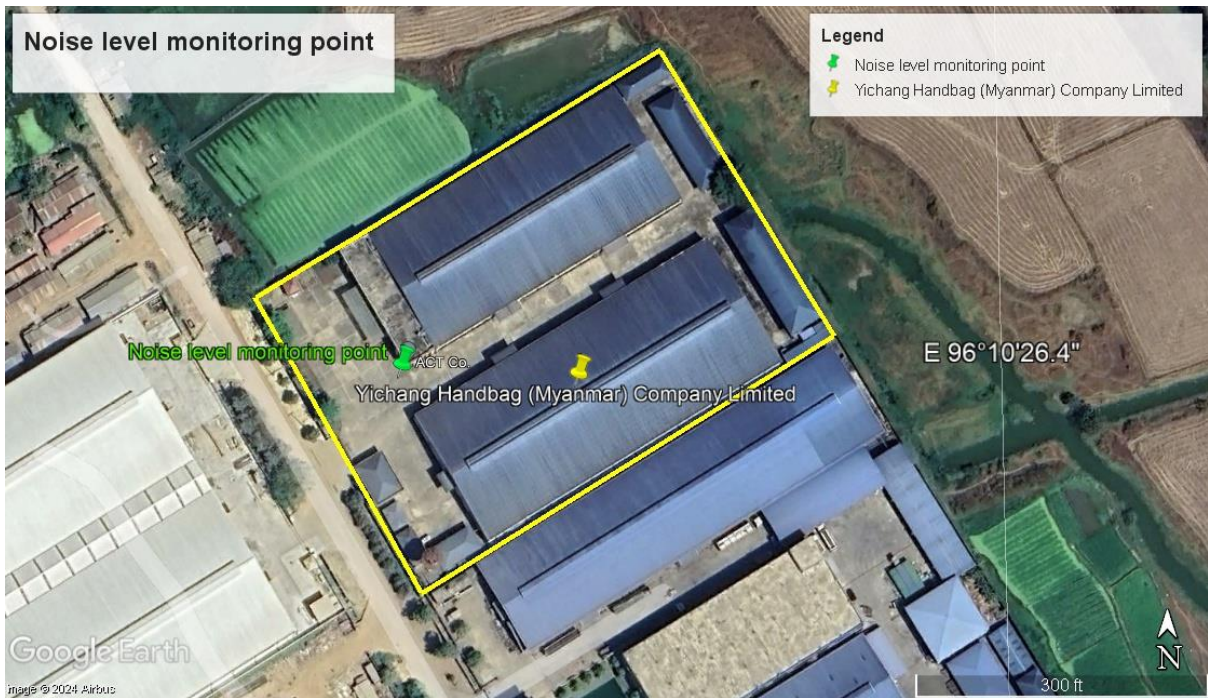 Noise level monitoring point
Legend
Noise level monitoring point
Yichang Handbag (Myanmar) Company Limited
Noise level monitoring point
ACT Co.
Yichang Handbag (Myanmar) Company Limited
E 96°10'26.4"
Google Earth
Image © 2024 Airbus
300 ft
N